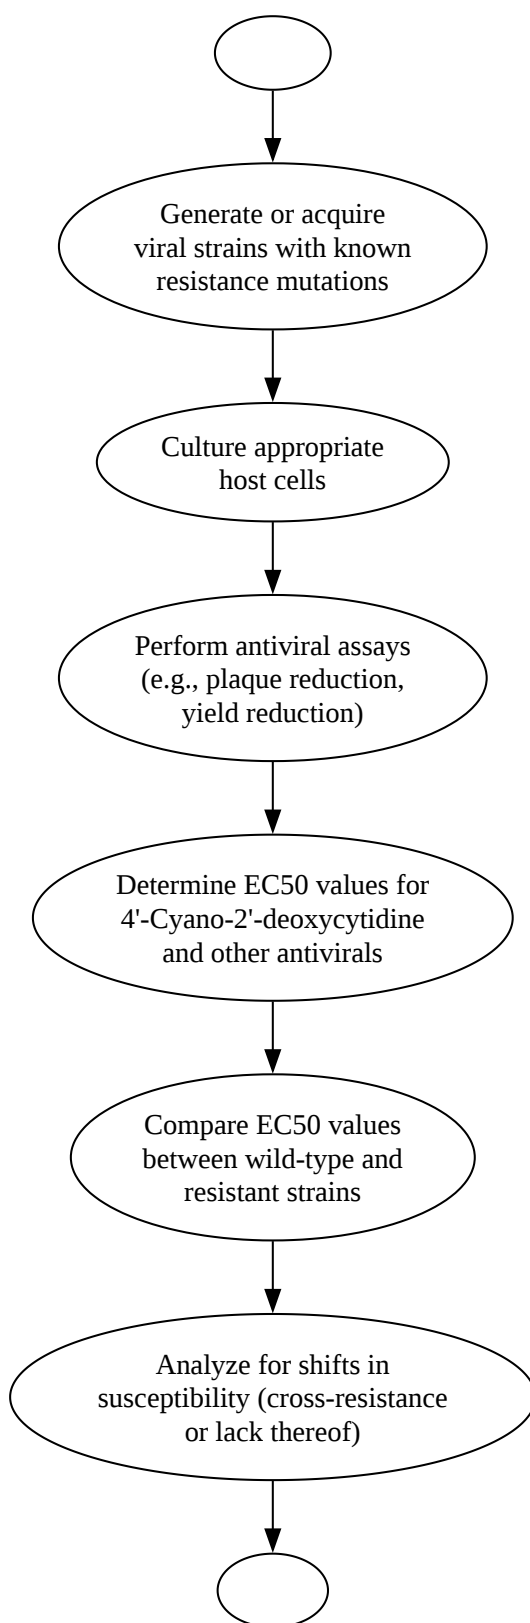 Generate or acquire
viral strains with known
resistance mutations
Culture appropriate
host cells
Perform antiviral assays
(e.g., plaque reduction,
yield reduction)
Determine EC50 values for
4'-Cyano-2'-deoxycytidine
and other antivirals
Compare EC50 values
between wild-type and
resistant strains
Analyze for shifts in
susceptibility (cross-resistance
or lack thereof)